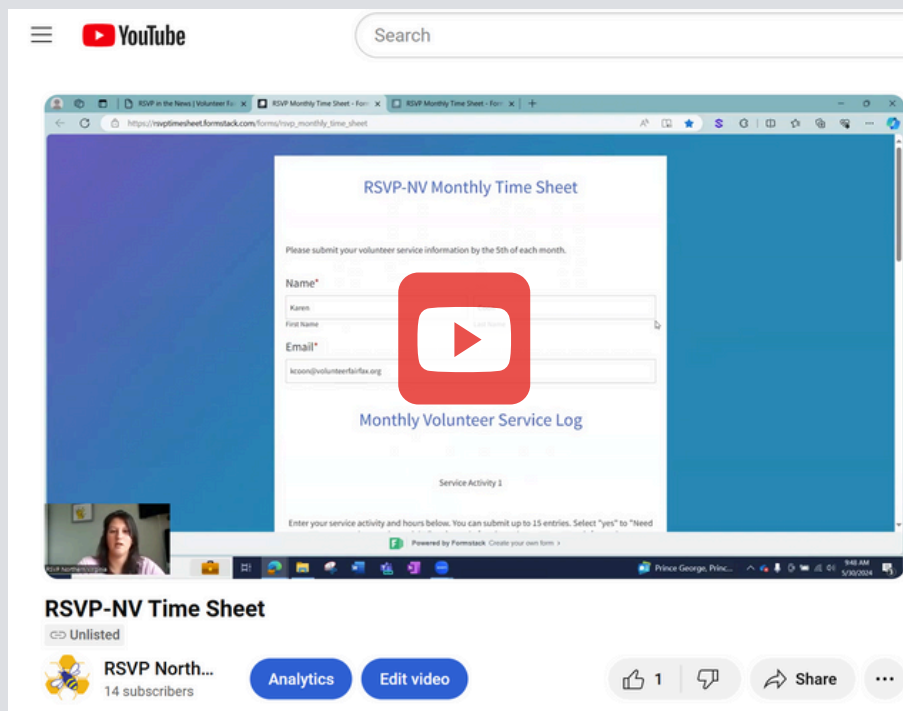 YouTube
Search
RSVP in the News | Volunteer Fa
RSVP Monthly Time Sheet - Form
RSVP Monthly Time Sheet - Form
https://rsvptimesheet.formstack.com/forms/rsvp_monthly_time_sheet
RSVP-NV Monthly Time Sheet
Please submit your volunteer service information by the 5th of each month.
Name*
Karen
First Name
Email*
kcoon@volunteerfairfax.org
Monthly Volunteer Service Log
Service Activity 1
Enter your service activity and hours below. You can submit up to 15 entries. Select "yes" to "Need
Powered by Formstack Create your own form >
RSVP Northern Virginia
Prince George, Princ...
9:48 AM
5/30/2024
RSVP-NV Time Sheet
Unlisted
RSVP North...
14 subscribers
Analytics
Edit video
1
Share